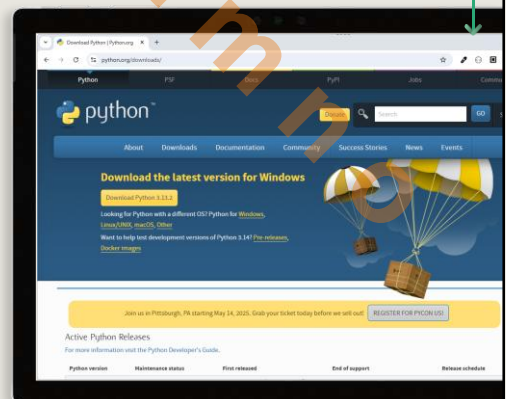 Download Python | Python.org
python.org/downloads/
Python PSF Docs PyPI Jobs
python™
Donate Search GO
About Downloads Documentation Community Success Stories News Events
Download the latest version for Windows
Download Python 3.13.2
Looking for Python with a different OS? Python for Windows,
Linux/UNIX, macOS, Other
Want to help test development versions of Python 3.14? Pre-releases,
Docker images
Join us in Pittsburgh, PA starting May 14, 2025. Grab your ticket today before we sell out! REGISTER FOR PYCON US!
Active Python Releases
For more information visit the Python Developer's Guide.
Python version Maintenance status First released End of support Release schedule